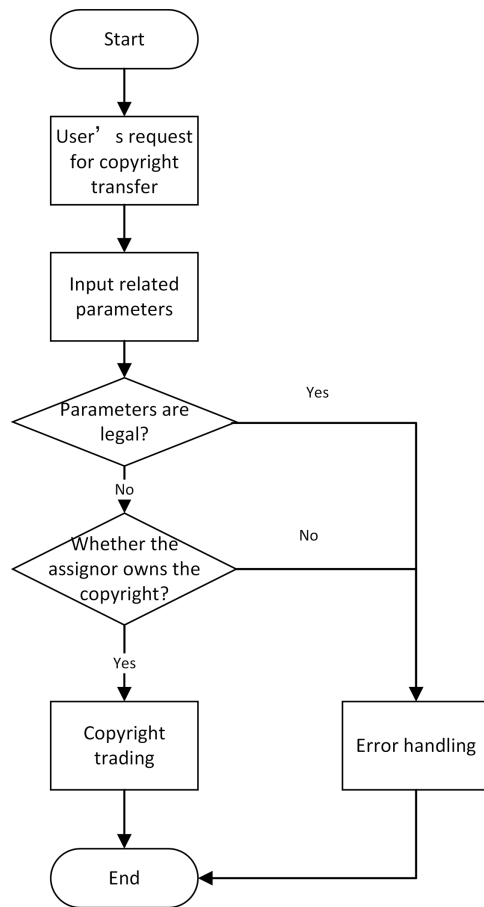 Start
User’ s request
for copyright
transfer
Input related
parameters
Parameters are
legal?
Yes
No
Whether the
assignor owns the
copyright?
No
Yes
Copyright
trading
Error handling
End